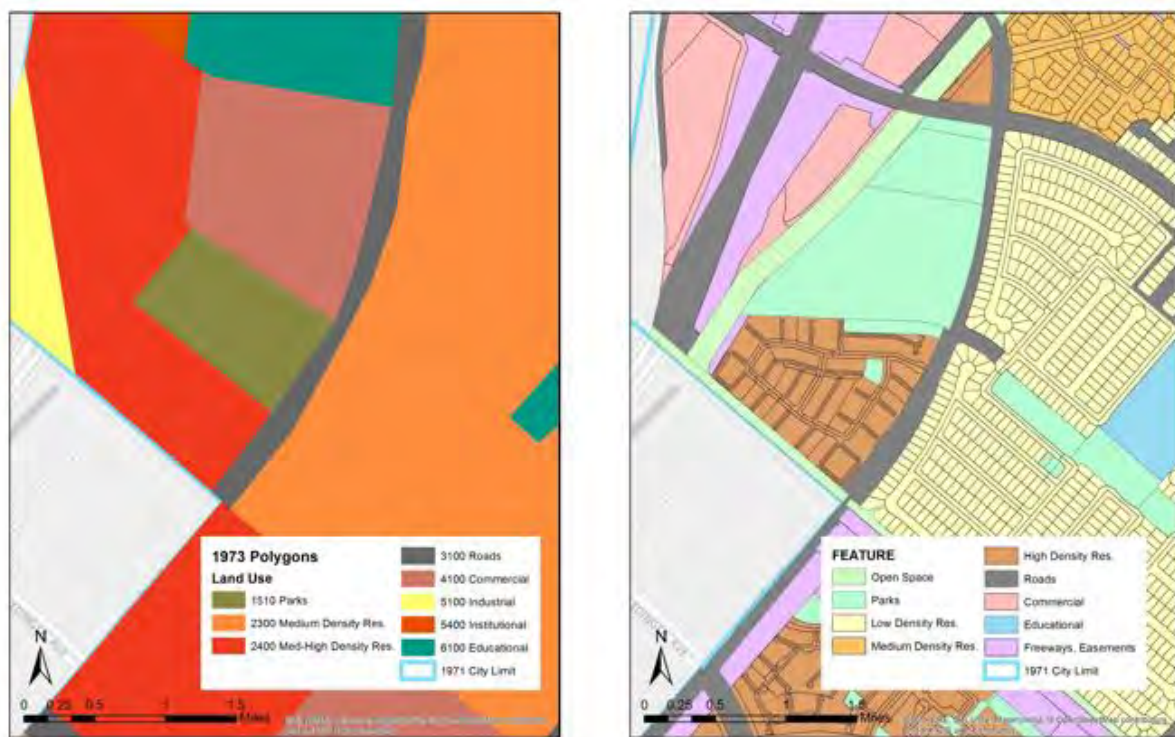 1973 Polygons
Land Use
1510 Parks
2300 Medium Density Res.
2400 Med-High Density Res.
3100 Roads
4100 Commercial
5100 Industrial
5400 Institutional
6100 Educational
1971 City Limit
N
0 0.25 0.5 1 1.5
Miles
FEATURE
Open Space
Parks
Low Density Res.
Medium Density Res.
High Density Res.
Roads
Commercial
Educational
Freeways, Easements
1971 City Limit
N
0 0.25 0.5 1 1.5
Miles